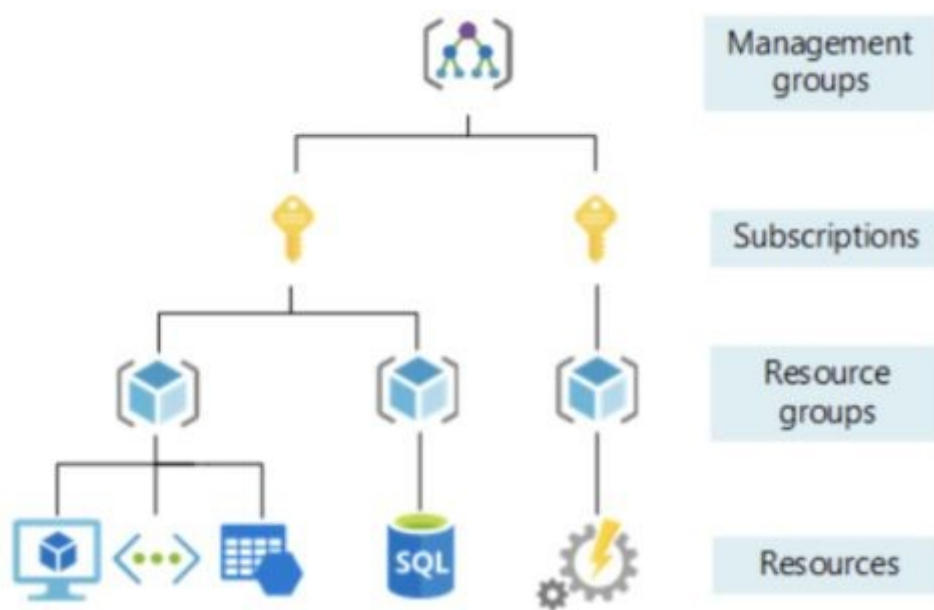 Management
groups
Subscriptions
Resource
groups
SQL
Resources